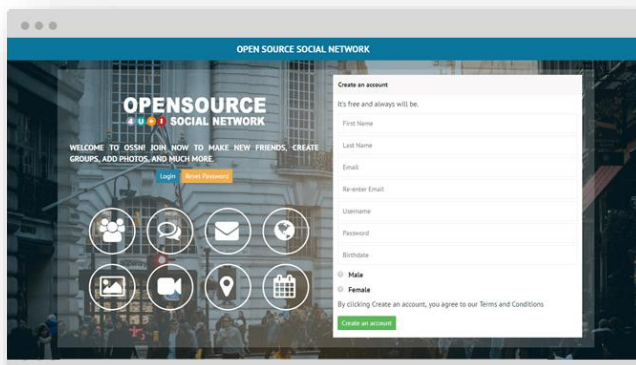 OPEN SOURCE SOCIAL NETWORK
OPENSOURCE
SOCIAL NETWORK
WELCOME TO OSSN! JOIN NOW TO MAKE NEW FRIENDS, CREATE
GROUPS, ADD PHOTOS, AND MUCH MORE.
Login Reset Password
Create an account
It's free and always will be.
First Name
Last Name
Email
Re-enter Email
Username
Password
Birthdate
Male
Female
By clicking Create an account, you agree to our Terms and Conditions
Create an account